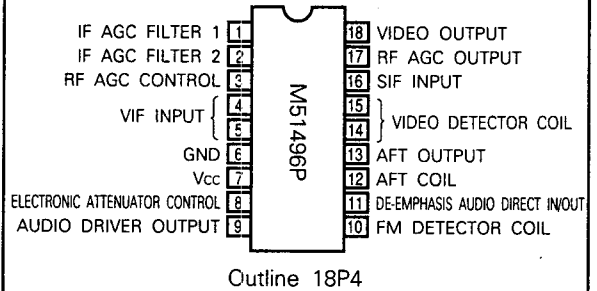 IF AGC FILTER 1 1 18 VIDEO OUTPUT
IF AGC FILTER 2 2 17 RF AGC OUTPUT
RF AGC CONTROL 3 16 SIF INPUT
VIF INPUT 4 15 VIDEO DETECTOR COIL
5 14
GND 6 13 AFT OUTPUT
Vcc 7 12 AFT COIL
ELECTRONIC ATTENUATOR CONTROL 8 11 DE-EMPHASIS AUDIO DIRECT IN/OUT
AUDIO DRIVER OUTPUT 9 10 FM DETECTOR COIL
M51496P
Outline 18P4